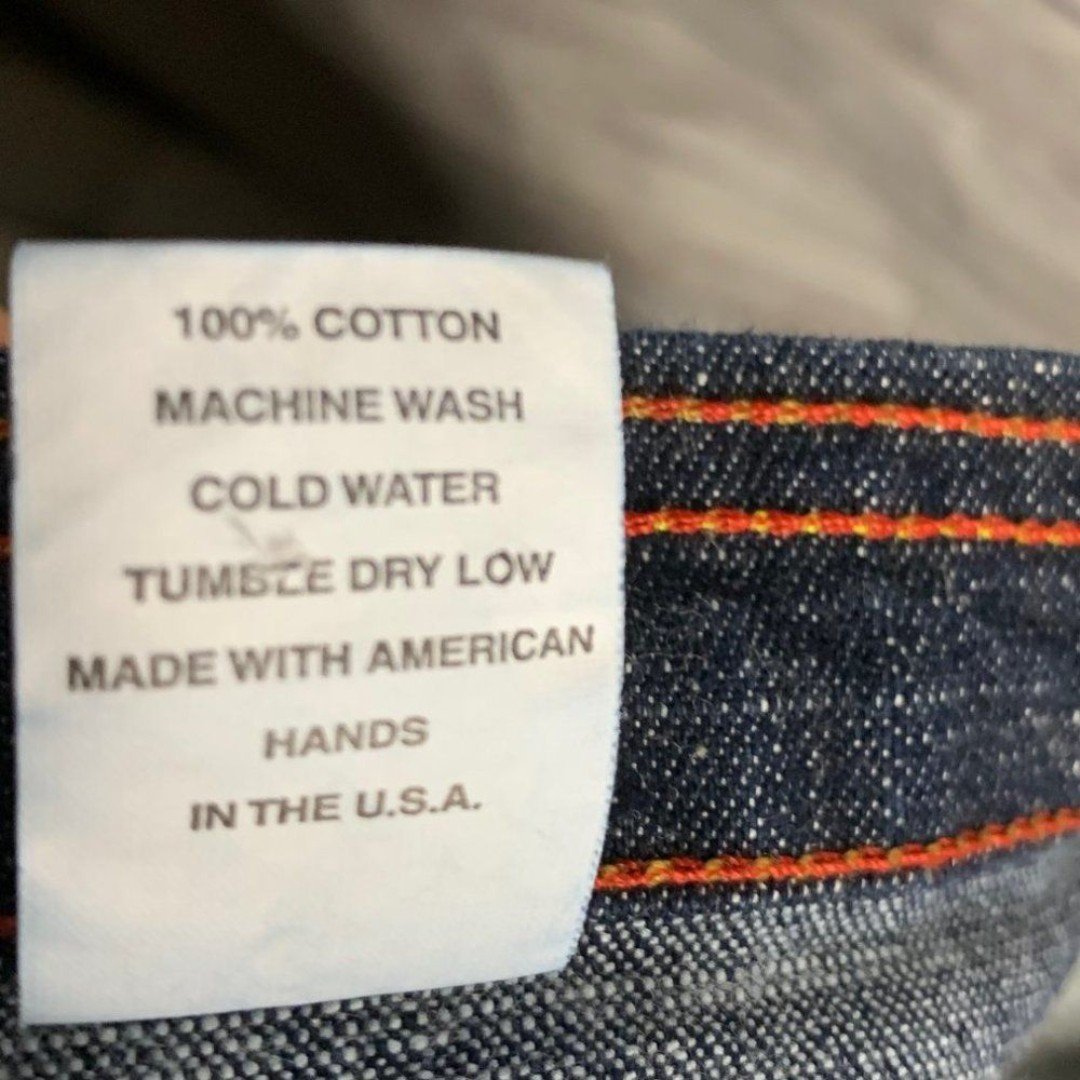 100% COTTON
MACHINE WASH
COLD WATER
TUMBLE DRY LOW
MADE WITH AMERICAN
HANDS
IN THE U.S.A.